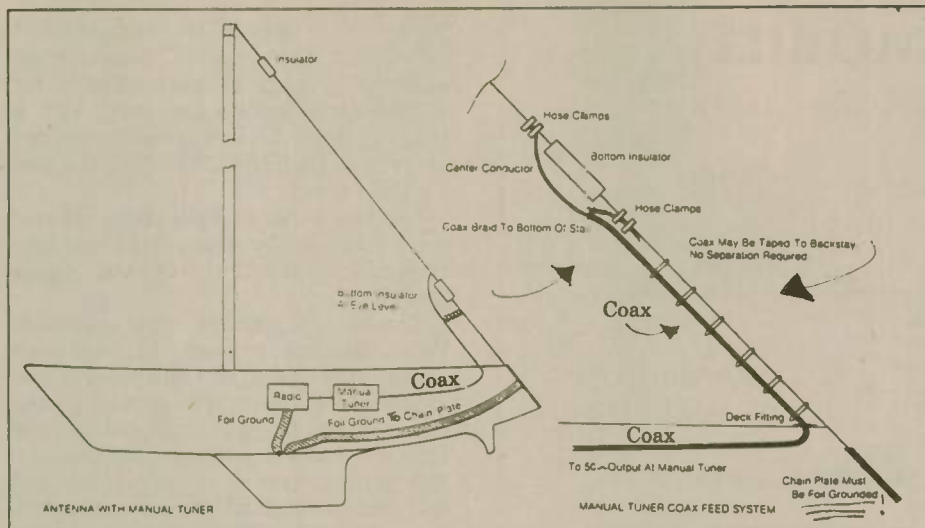 Insulator
Bottom Insulator
At Eye Level
Coax
Radio
Manual
Tuner
Foil Ground
Foil Ground To Chain Plate
ANTENNA WITH MANUAL TUNER
Hose Clamps
Bottom Insulator
Center Conductor
Hose Clamps
Coax Braid To Bottom Of Stay
Coax May Be Taped To Backstay
No Separation Required
Coax
Deck Fitting
Coax
To 50~Output At Manual Tuner
Chain Plate Must
Be Foil Grounded
MANUAL TUNER COAX FEED SYSTEM